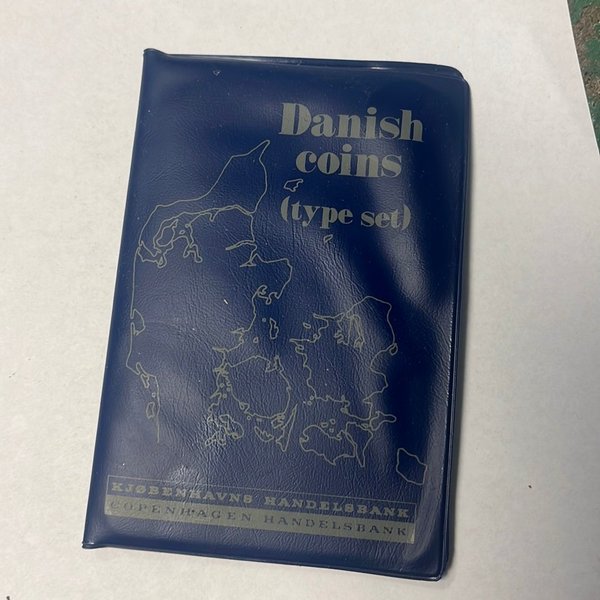 Danish
coins
(type set)
KJØBENHAVNS HANDELSBANK
COPENHAGEN HANDELSBANK